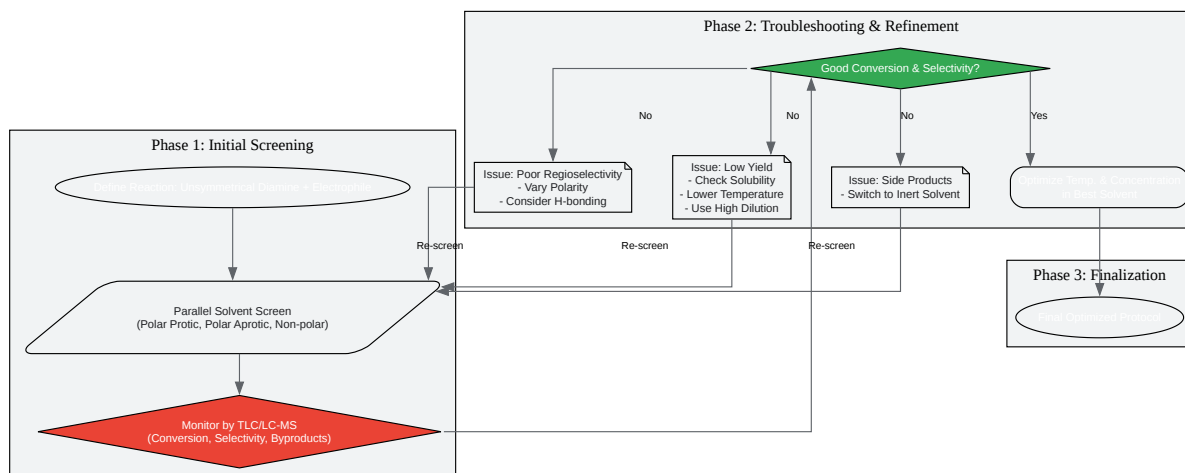 Phase 2: Troubleshooting & Refinement
Good Conversion & Selectivity?
No
No
No
Yes
Phase 1: Initial Screening
Define Reaction: Unsymmetrical Diamine + Electrophile
Issue: Poor Regioselectivity
- Vary Polarity
- Consider H-bonding
Issue: Low Yield
- Check Solubility
- Lower Temperature
- Use High Dilution
Issue: Side Products
- Switch to Inert Solvent
Optimize Temp. & Concentration
in Best Solvent
Re-screen
Re-screen
Re-screen
Phase 3: Finalization
Final Optimized Protocol
Parallel Solvent Screen
(Polar Protic, Polar Aprotic, Non-polar)
Monitor by TLC/LC-MS
(Conversion, Selectivity, Byproducts)